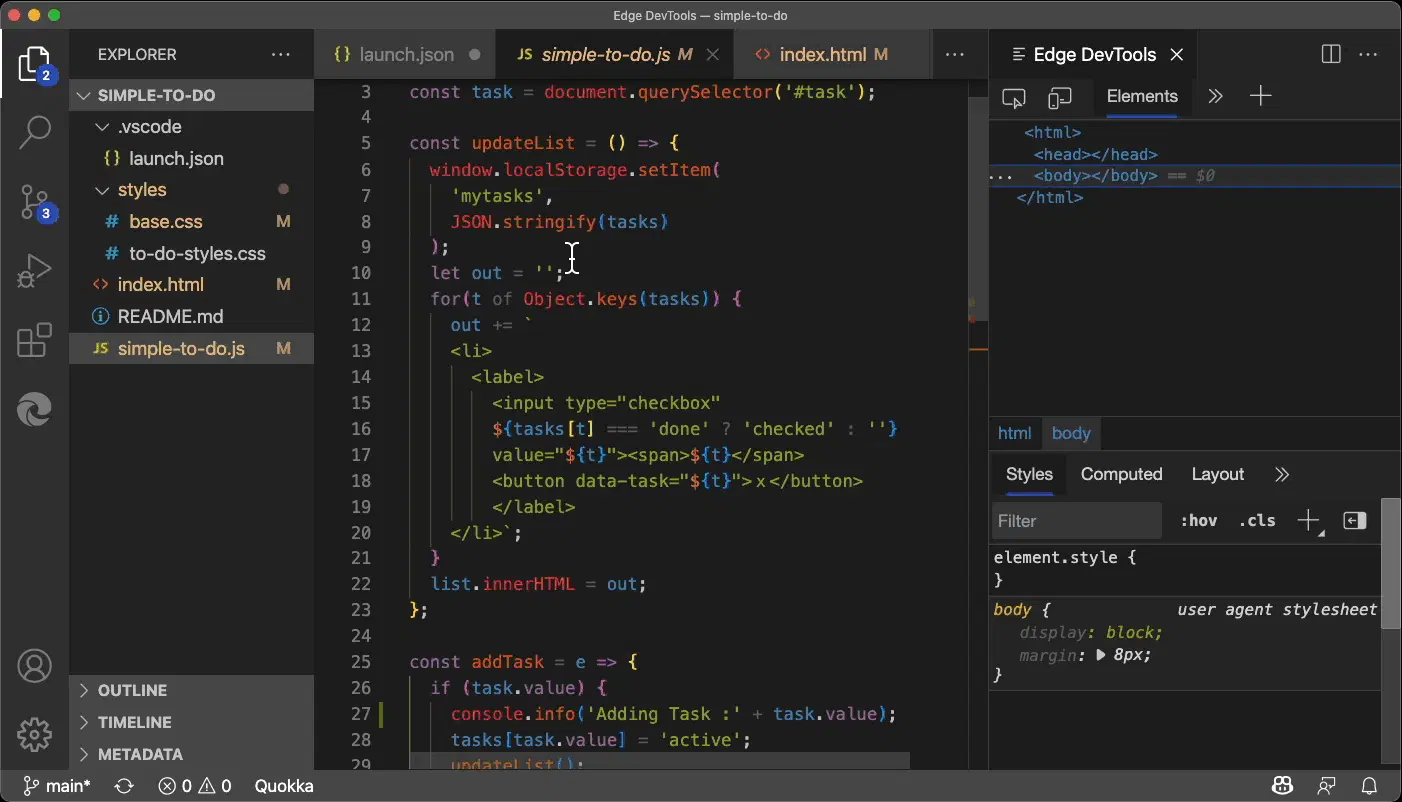 Edge DevTools — simple-to-do
2
3
EXPLORER ···
SIMPLE-TO-DO
.vscode
{} launch.json
styles
# base.css M
# to-do-styles.css
<> index.html M
README.md
JS simple-to-do.js M
OUTLINE
TIMELINE
METADATA
{} launch.json
JS simple-to-do.js M
<> index.html M
···
3 const task = document.querySelector('#task');
4
5 const updateList = () => {
6 window.localStorage.setItem(
7 'mytasks',
8 JSON.stringify(tasks)
9 );
10 let out = '';
11 for(t of Object.keys(tasks)) {
12 out += `
13 <li>
14 <label>
15 <input type="checkbox"
16 ${tasks[t] === 'done' ? 'checked' : ''}
17 value="${t}"><span>${t}</span>
18 <button data-task="${t}">x</button>
19 </label>
20 </li>`;
21 }
22 list.innerHTML = out;
23 };
24
25 const addTask = e => {
26 if (task.value) {
27 console.info('Adding Task :' + task.value);
28 tasks[task.value] = 'active';
29 updateList();
Edge DevTools
···
Elements
<html>
<head></head>
··· <body></body> == $0
</html>
html body
Styles Computed Layout
Filter :hov .cls
element.style {
}
body { user agent stylesheet
display: block;
margin: 8px;
}
main* 0 0 Quokka